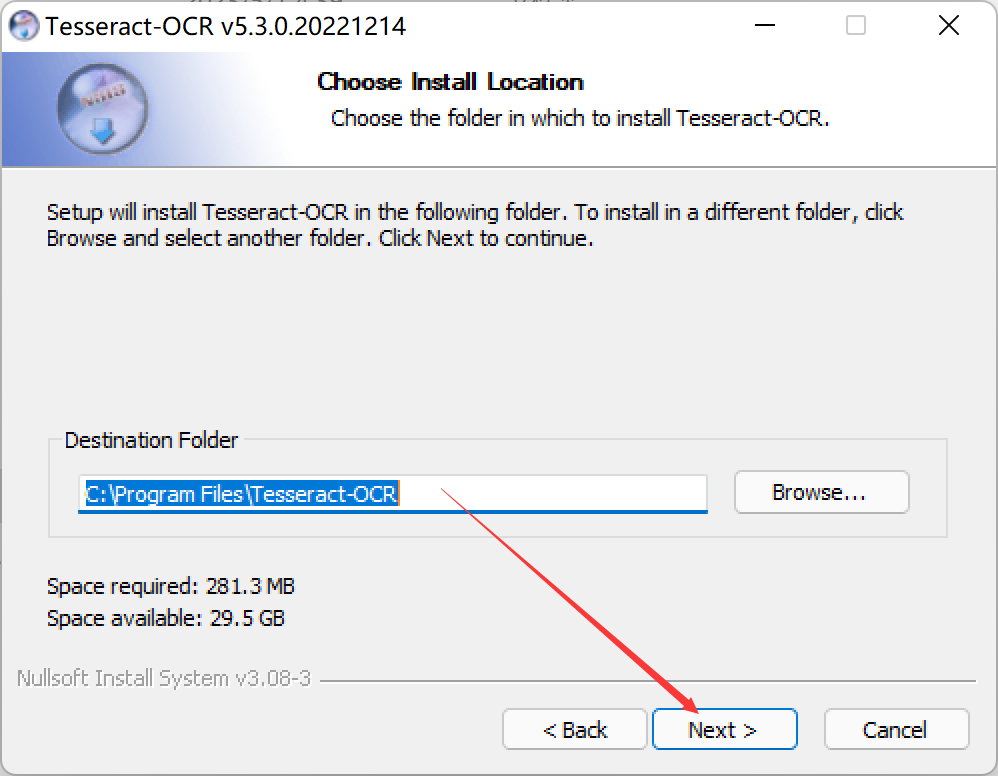 Tesseract-OCR v5.3.0.20221214
Choose Install Location
Choose the folder in which to install Tesseract-OCR.
Setup will install Tesseract-OCR in the following folder. To install in a different folder, click
Browse and select another folder. Click Next to continue.
Destination Folder
C:\Program Files\Tesseract-OCR
Browse...
Space required: 281.3 MB
Space available: 29.5 GB
Nullsoft Install System v3.08-3
< Back
Next >
Cancel